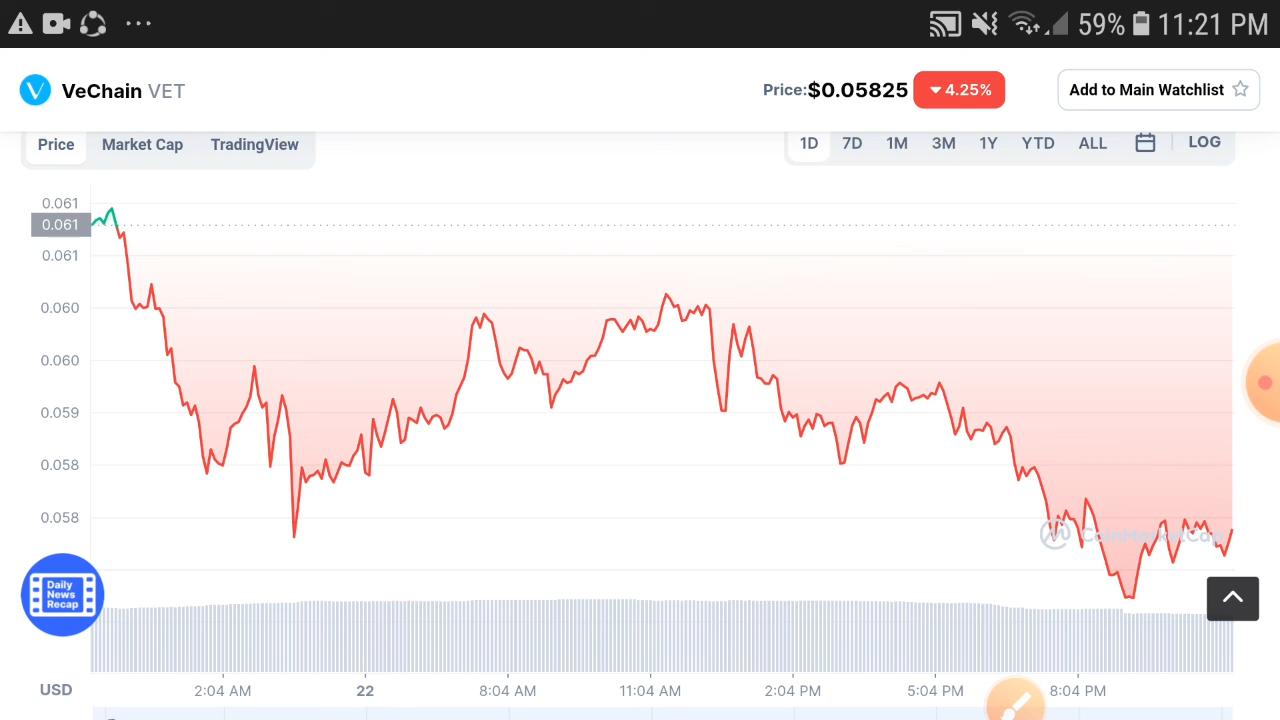 59% 11:21 PM
VeChain VET
Price:$0.05825 4.25%
Add to Main Watchlist
Price Market Cap TradingView
1D 7D 1M 3M 1Y YTD ALL LOG
0.061
0.061
0.061
0.060
0.060
0.059
0.058
0.058
CoinMarketCap
Daily
News
Recap
USD
2:04 AM 22 8:04 AM 11:04 AM 2:04 PM 5:04 PM 8:04 PM